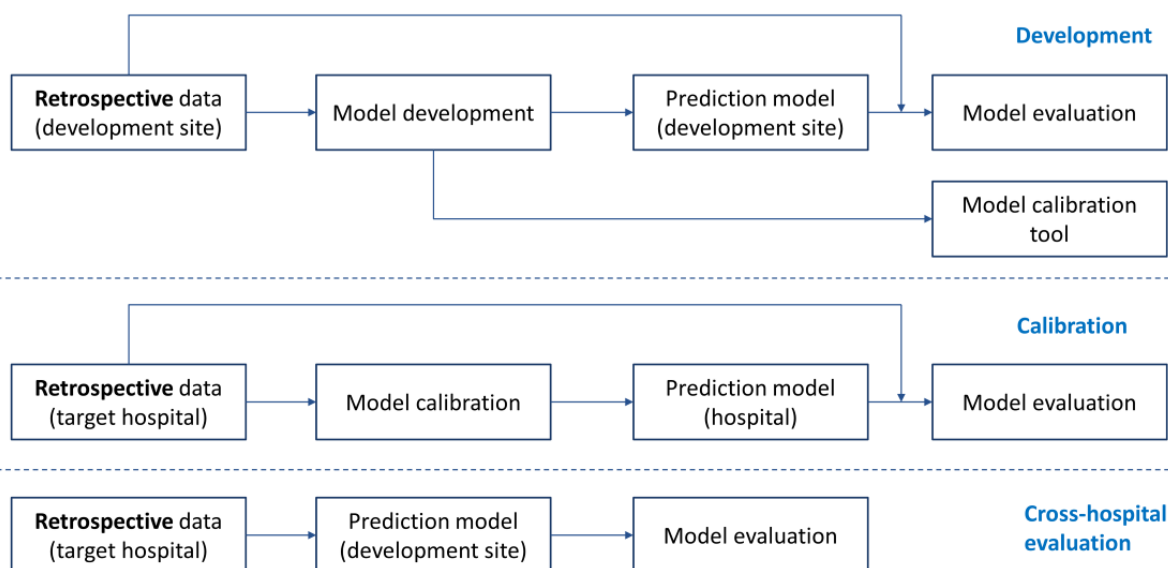 Development
Retrospective data
(development site)
Model development
Prediction model
(development site)
Model evaluation
Model calibration
tool
Calibration
Retrospective data
(target hospital)
Model calibration
Prediction model
(hospital)
Model evaluation
Retrospective data
(target hospital)
Prediction model
(development site)
Model evaluation
Cross-hospital
evaluation